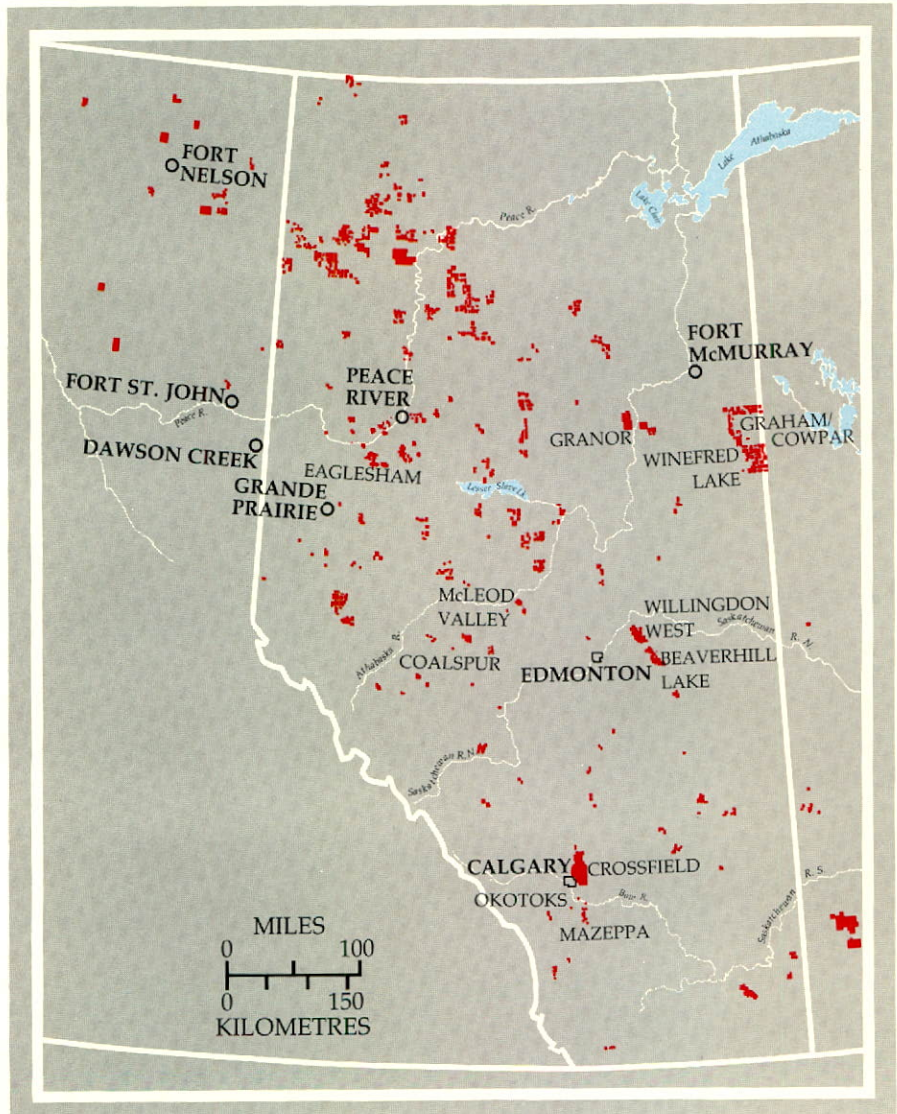 Lake Athabaska
FORT
NELSON
Lake Claire
Peace R.
FORT
McMURRAY
PEACE
RIVER
FORT ST. JOHN
Peace R.
GRAHAM/
COWPAR
GRANOR
DAWSON CREEK
WINEFRED
LAKE
EAGLESHAM
GRANDE
PRAIRIE
Lesser Slave Lk.
McLEOD
VALLEY
WILLINGDON
WEST
Saskatchewan R. N.
Athabaska R.
COALSPUR
EDMONTON
BEAVERHILL
LAKE
Saskatchewan R.N.
CALGARY
CROSSFIELD
OKOTOKS
Bow R.
Saskatchewan R. S.
MAZEPPA
MILES
0 100
0 150
KILOMETRES